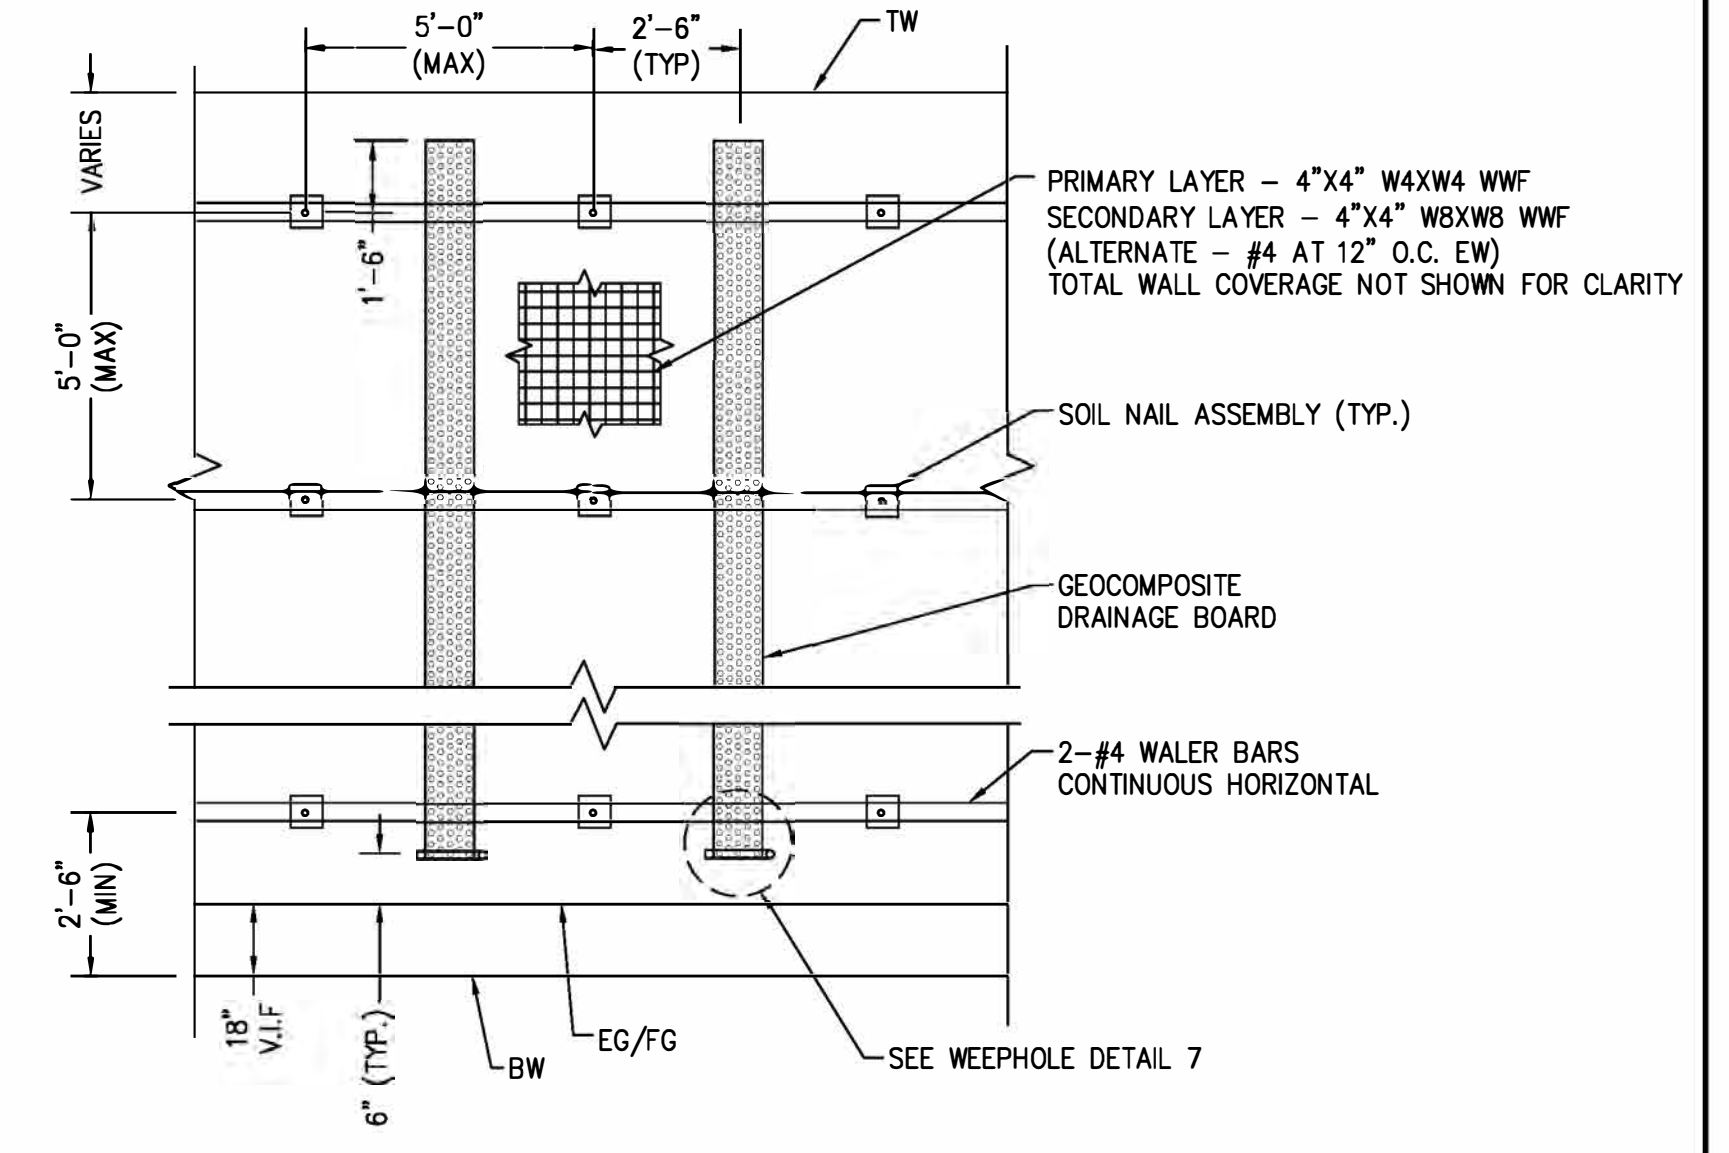 5'-0"
(MAX)
2'-6"
(TYP)
TW
VARIES
1'-6"
5'-0"
(MAX)
PRIMARY LAYER - 4"X4" W4XW4 WWF
SECONDARY LAYER - 4"X4" W8XW8 WWF
(ALTERNATE - #4 AT 12" O.C. EW)
TOTAL WALL COVERAGE NOT SHOWN FOR CLARITY
SOIL NAIL ASSEMBLY (TYP.)
GEOCOMPOSITE
DRAINAGE BOARD
2-#4 WALER BARS
CONTINUOUS HORIZONTAL
2'-6"
(MIN)
18"
V.I.F
6" (TYP.)
BW
EG/FG
SEE WEEPHOLE DETAIL 7